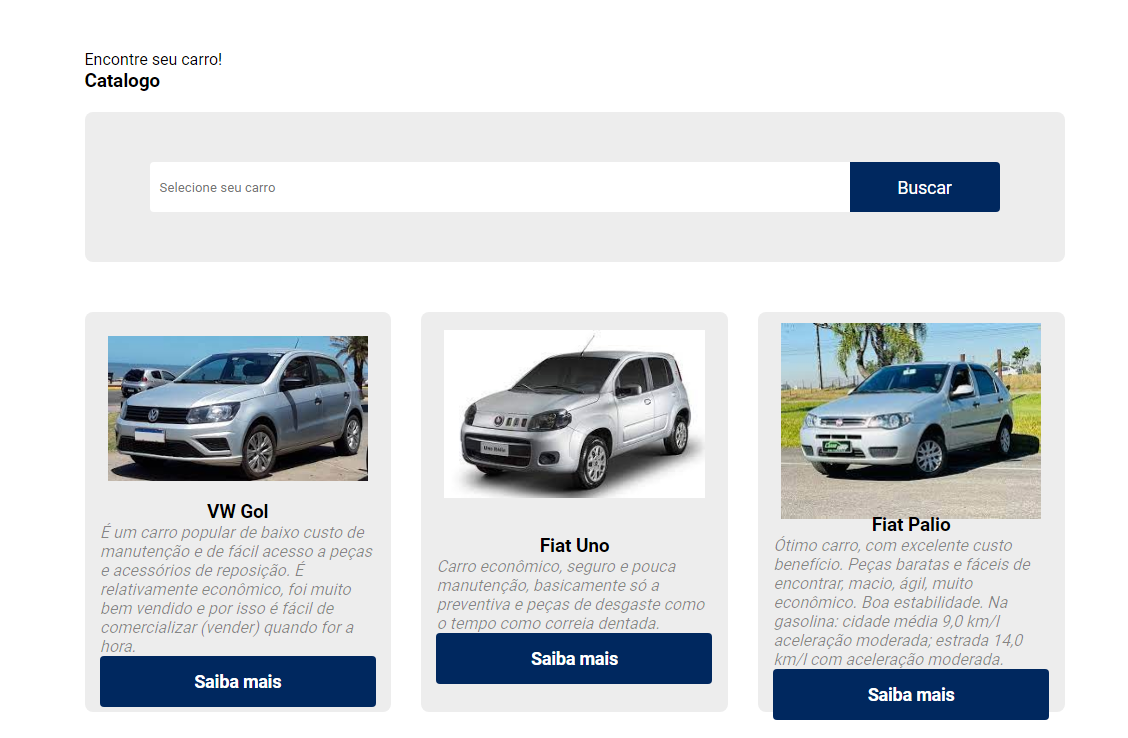 Encontre seu carro!
Catalogo
Selecione seu carro
Buscar
VW Gol
É um carro popular de baixo custo de
manutenção e de fácil acesso a peças
e acessórios de reposição. É
relativamente econômico, foi muito
bem vendido e por isso é fácil de
comercializar (vender) quando for a
hora.
Saiba mais
Fiat Uno
Carro econômico, seguro e pouca
manutenção, basicamente só a
preventiva e peças de desgaste como
o tempo como correia dentada.
Saiba mais
Fiat Palio
Ótimo carro, com excelente custo
benefício. Peças baratas e fáceis de
encontrar, macio, ágil, muito
econômico. Boa estabilidade. Na
gasolina: cidade média 9,0 km/l
aceleração moderada; estrada 14,0
km/l com aceleração moderada.
Saiba mais